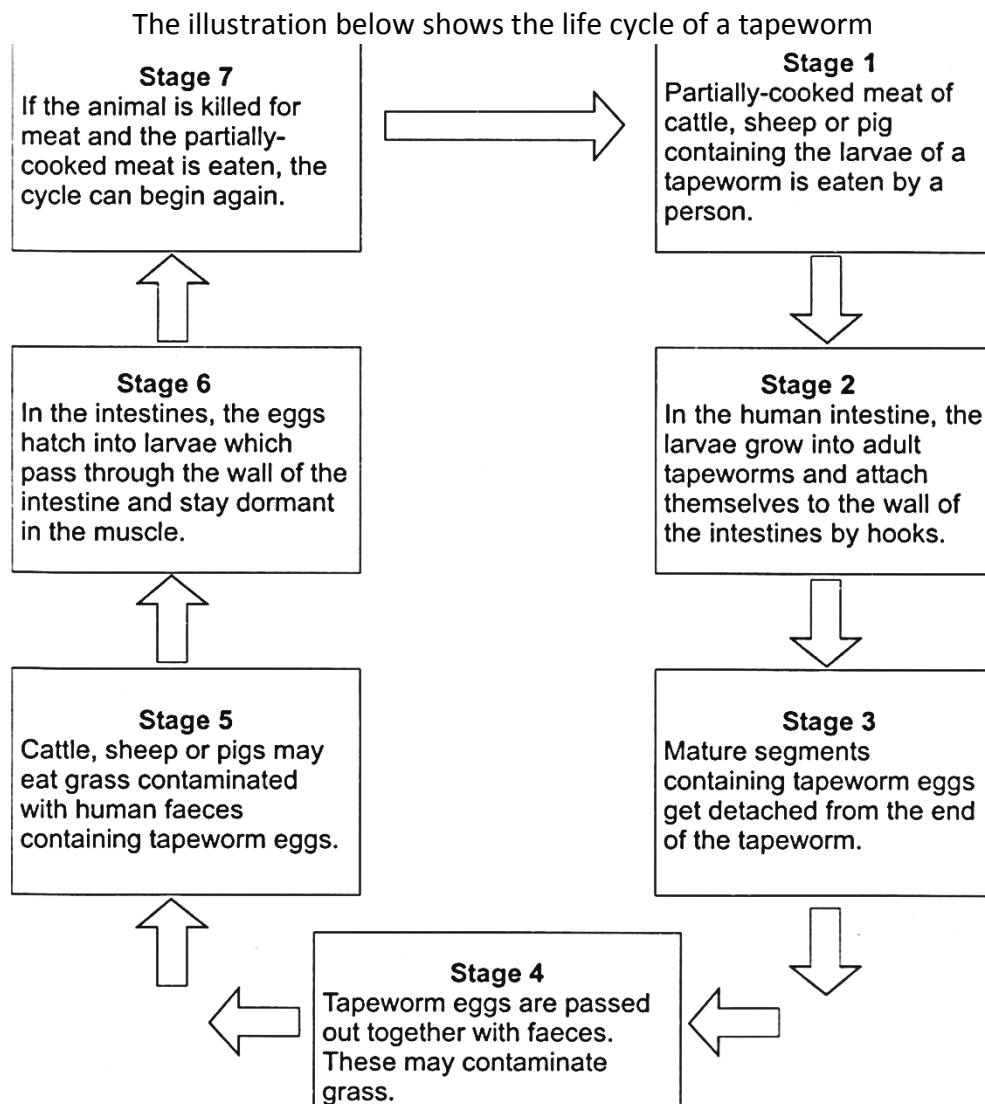 The illustration below shows the life cycle of a tapeworm
Stage 7
If the animal is killed for
meat and the partially-
cooked meat is eaten, the
cycle can begin again.
Stage 1
Partially-cooked meat of
cattle, sheep or pig
containing the larvae of a
tapeworm is eaten by a
person.
Stage 6
In the intestines, the eggs
hatch into larvae which
pass through the wall of the
intestine and stay dormant
in the muscle.
Stage 2
In the human intestine, the
larvae grow into adult
tapeworms and attach
themselves to the wall of
the intestines by hooks.
Stage 5
Cattle, sheep or pigs may
eat grass contaminated
with human faeces
containing tapeworm eggs.
Stage 3
Mature segments
containing tapeworm eggs
get detached from the end
of the tapeworm.
Stage 4
Tapeworm eggs are passed
out together with faeces.
These may contaminate
grass.